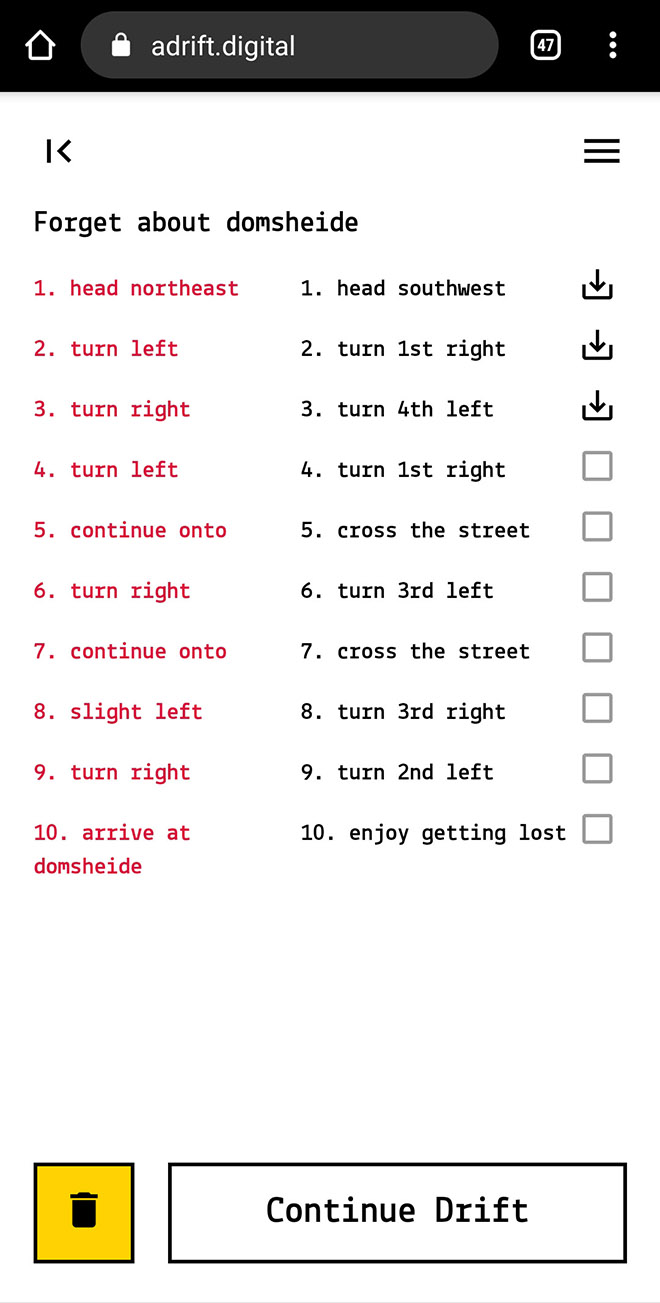 adrift.digital
47
Forget about domsheide
1. head northeast
1. head southwest
2. turn left
2. turn 1st right
3. turn right
3. turn 4th left
4. turn left
4. turn 1st right
5. continue onto
5. cross the street
6. turn right
6. turn 3rd left
7. continue onto
7. cross the street
8. slight left
8. turn 3rd right
9. turn right
9. turn 2nd left
10. arrive at
domsheide
10. enjoy getting lost
Continue Drift